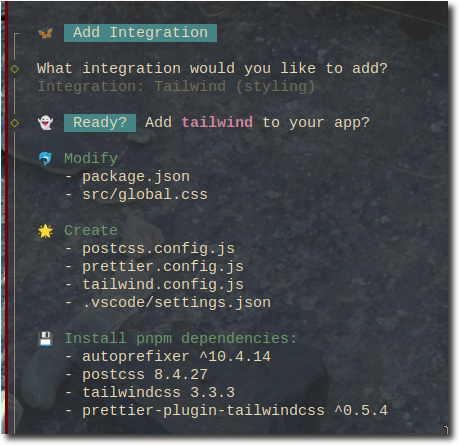 Add Integration
What integration would you like to add?
Integration: Tailwind (styling)
Ready? Add tailwind to your app?
Modify
- package.json
- src/global.css
Create
- postcss.config.js
- prettier.config.js
- tailwind.config.js
- .vscode/settings.json
Install pnpm dependencies:
- autoprefixer ^10.4.14
- postcss 8.4.27
- tailwindcss 3.3.3
- prettier-plugin-tailwindcss ^0.5.4